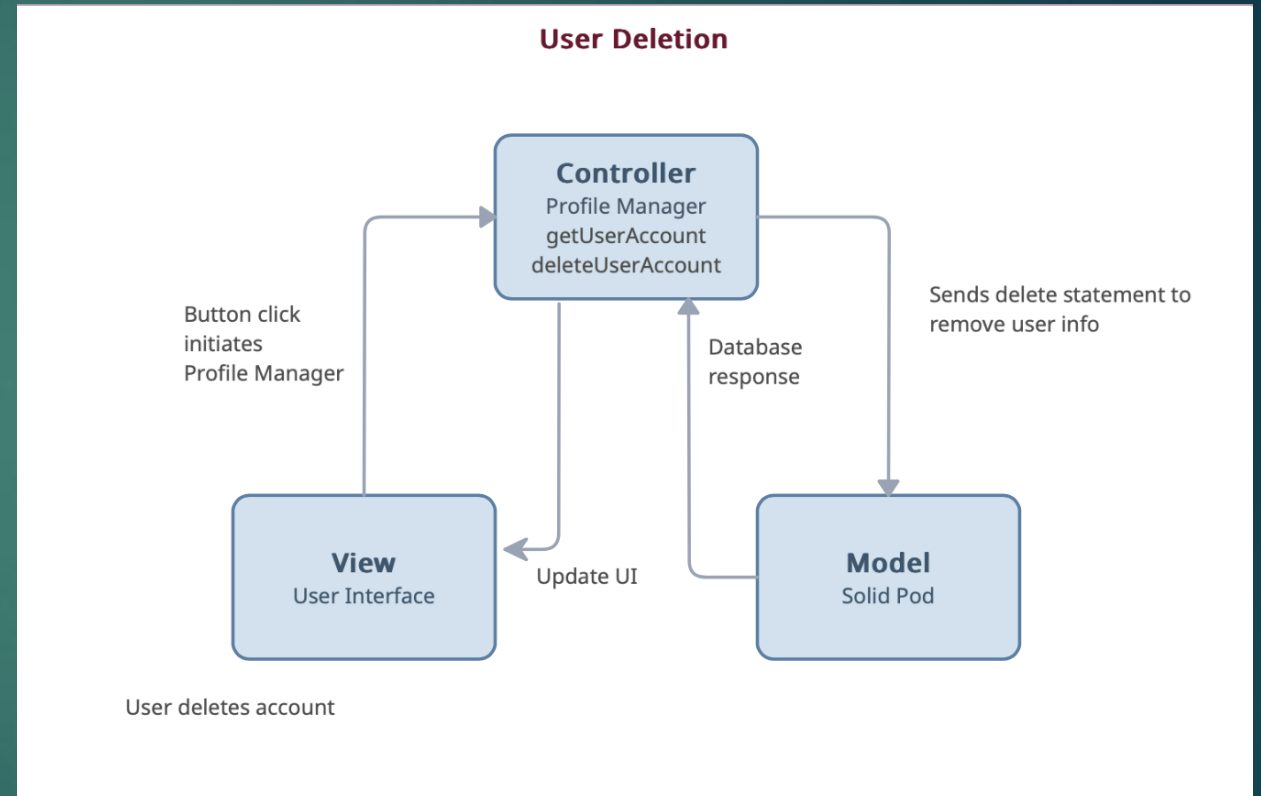 User Deletion
Controller
Profile Manager
getUserAccount
deleteUserAccount
Button click
initiates
Profile Manager
Sends delete statement to
remove user info
Database
response
View
User Interface
Update UI
Model
Solid Pod
User deletes account